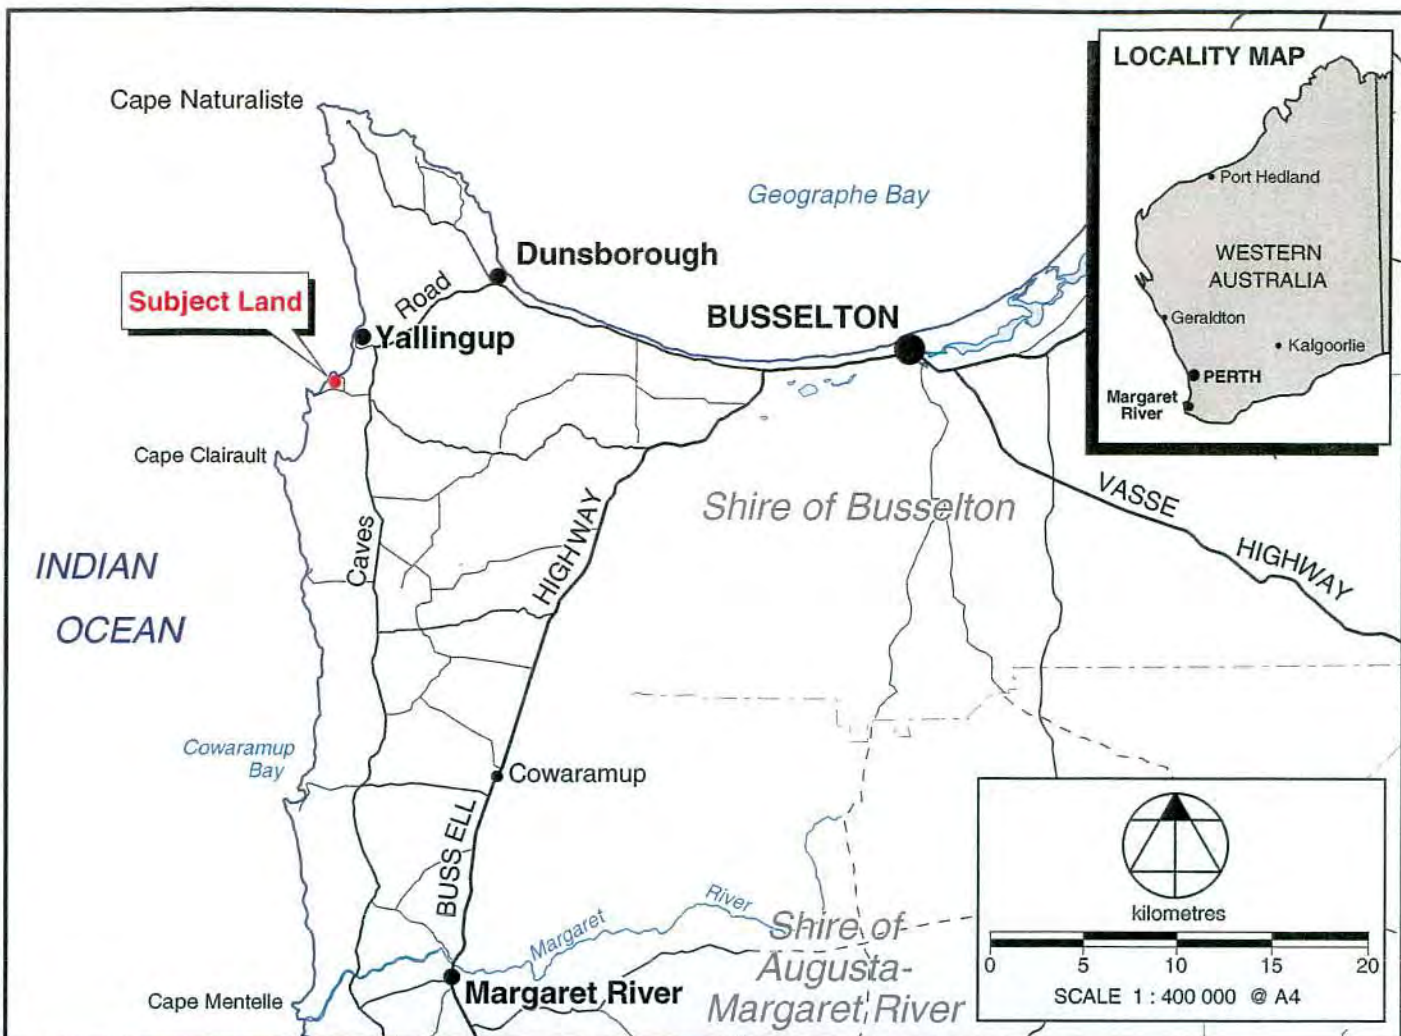 LOCALITY MAP
Port Hedland
WESTERN
AUSTRALIA
Geraldton
Kalgoorlie
PERTH
Margaret
River
Cape Naturaliste
Geographe Bay
Dunsborough
Subject Land
Road
BUSSELTON
Yallingup
Cape Clairault
Shire of Busselton
VASSE
HIGHWAY
HIGHWAY
Caves
INDIAN
OCEAN
Cowaramup
Bay
Cowaramup
BUSSELL
River
Margaret
Shire of
Augusta-
Margaret River
Cape Mentelle
Margaret River
kilometres
0 5 10 15 20
SCALE 1 : 400 000 @ A4